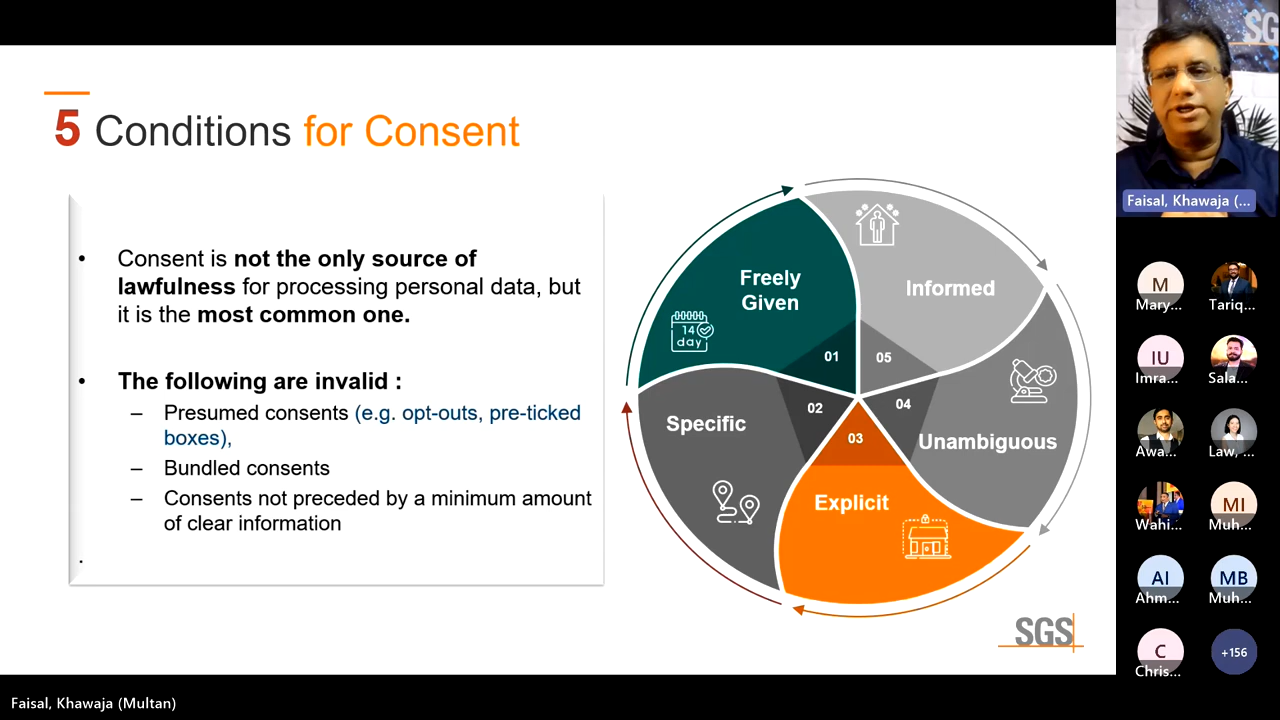 5 Conditions for Consent
• Consent is not the only source of
lawfulness for processing personal data, but
it is the most common one.
• The following are invalid :
– Presumed consents (e.g. opt-outs, pre-ticked
boxes),
– Bundled consents
– Consents not preceded by a minimum amount
of clear information
.
Freely
Given
14
day
01
Informed
05
Unambiguous
04
Explicit
03
Specific
02
SGS
SG
Faisal, Khawaja (...
M
Mary...
Tariq...
IU
Imra...
Sala...
Awa...
Law, ...
Wahi...
MI
Muh...
AI
Ahm...
MB
Muh...
C
Chris...
+156
Faisal, Khawaja (Multan)